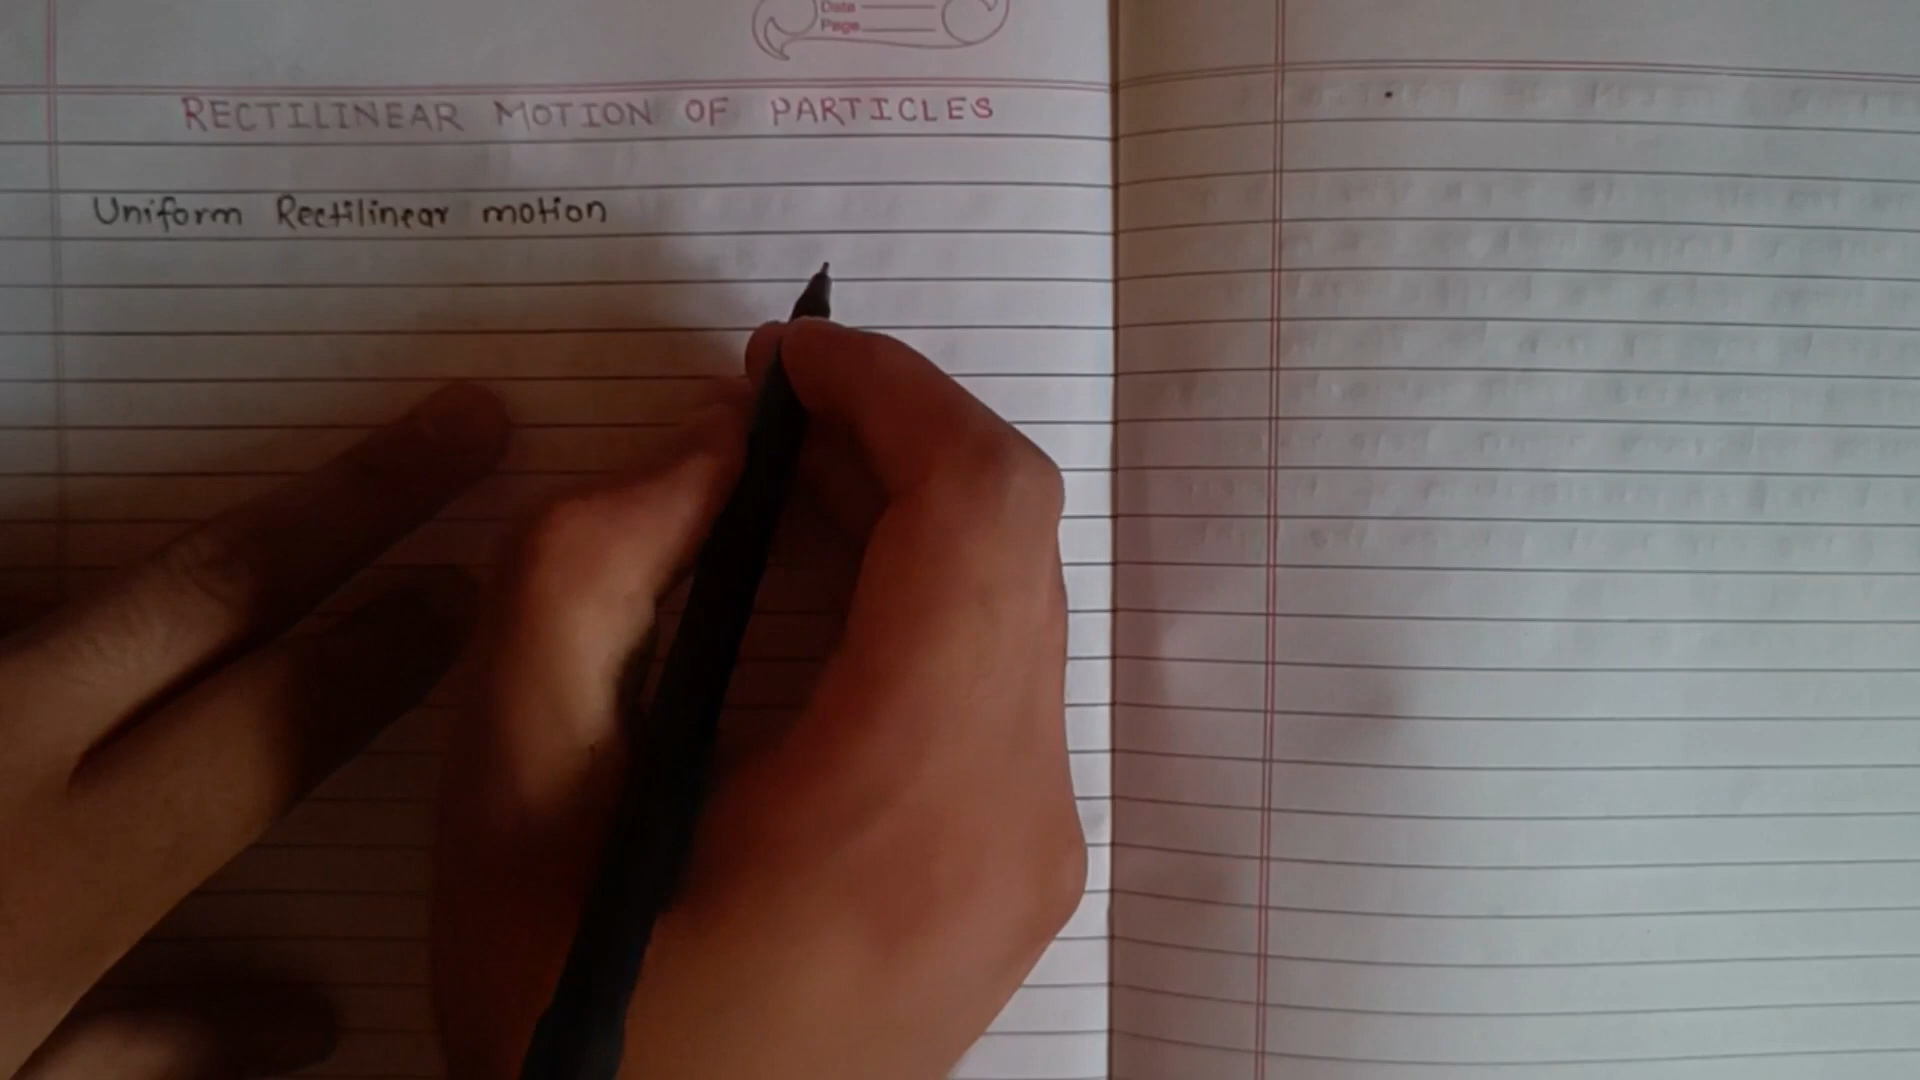 Date
Page
RECTILINEAR MOTION OF PARTICLES
Uniform Rectilinear motion